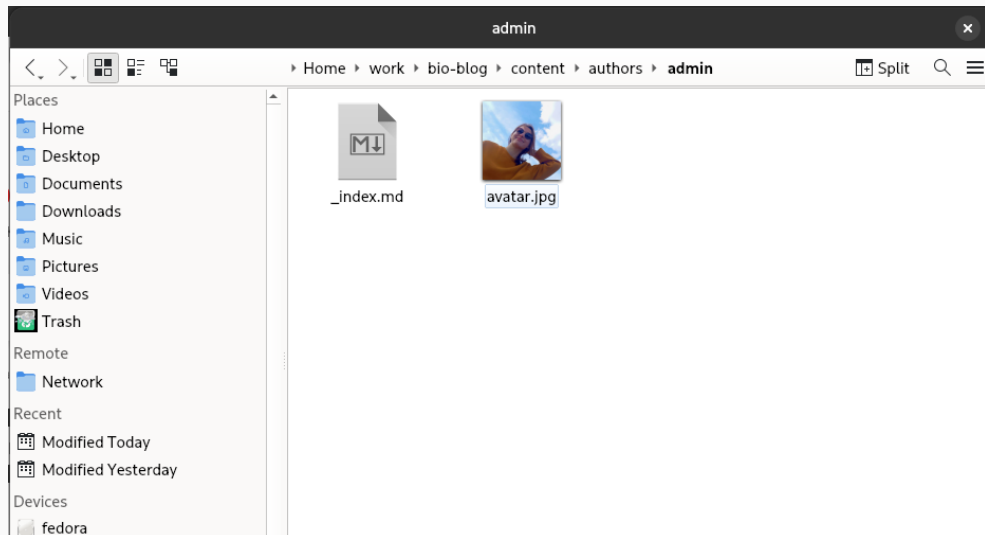 admin
Home work bio-blog content authors admin
Split
Places
Home
Desktop
Documents
Downloads
Music
Pictures
Videos
Trash
Remote
Network
Recent
Modified Today
Modified Yesterday
Devices
fedora
M
_index.md
avatar.jpg